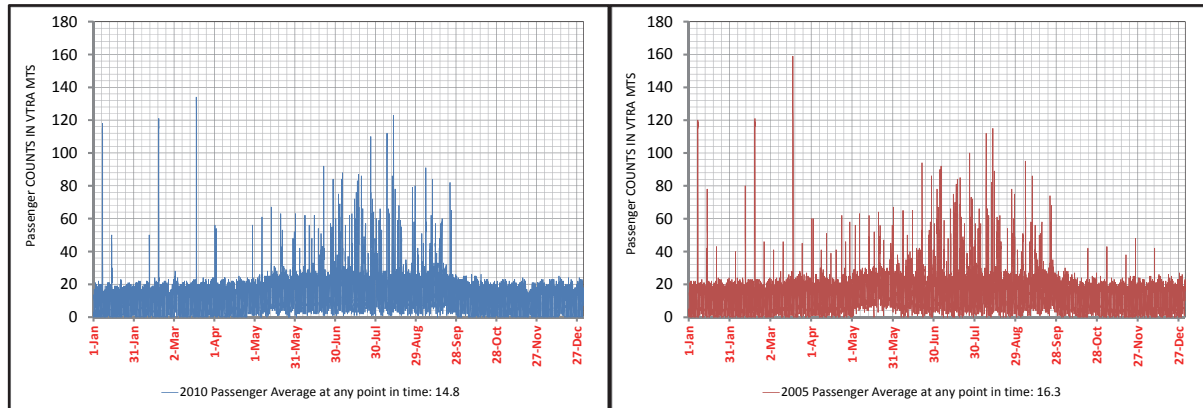 Passenger COUNTS IN VTRA MTS
180
160
140
120
100
80
60
40
20
0
1-Jan
31-Jan
2-Mar
1-Apr
1-May
31-May
30-Jun
30-Jul
29-Aug
28-Sep
28-Oct
27-Nov
27-Dec
2010 Passenger Average at any point in time: 14.8
Passenger COUNTS IN VTRA MTS
180
160
140
120
100
80
60
40
20
0
1-Jan
31-Jan
2-Mar
1-Apr
1-May
31-May
30-Jun
30-Jul
29-Aug
28-Sep
28-Oct
27-Nov
27-Dec
2005 Passenger Average at any point in time: 16.3